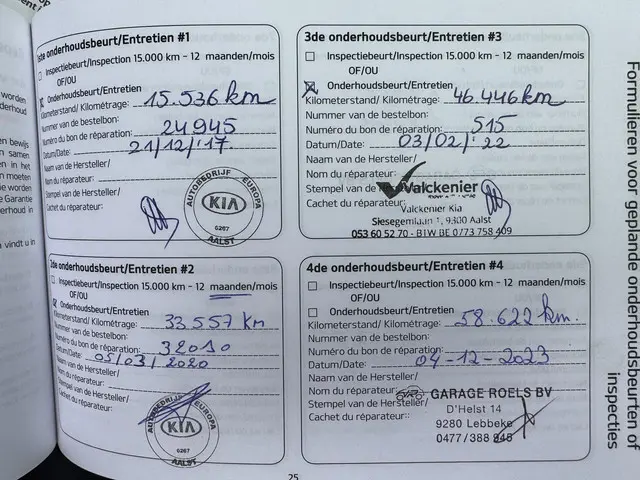 1ste onderhoudsbeurt/Entretien #1
Inspectiebeurt/Inspection 15.000 km - 12 maanden/mois
OF/OU
Onderhoudsbeurt/Entretien
Kilometerstand/ Kilométrage: 15.536 km
Nummer van de bestelbon:
Numéro du bon de réparation: 24945
Datum/Date: 21/12/'17
Naam van de Hersteller/
Nom du réparateur:
Stempel van de Hersteller/
Cachet du réparateur:
AUTOBEDRIJF EUROPA
KIA
6267
AALST
2de onderhoudsbeurt/Entretien #2
Inspectiebeurt/Inspection 15.000 km - 12 maanden/mois
OF/OU
Onderhoudsbeurt/Entretien
Kilometerstand/ Kilométrage: 33.557 km
Nummer van de bestelbon:
Numéro du bon de réparation: 32010
Datum/Date: 05/03/2020
Naam van de Hersteller/
Nom du réparateur:
Stempel van de Hersteller/
Cachet du réparateur:
AUTOBEDRIJF EUROPA
KIA
6267
AALST
3de onderhoudsbeurt/Entretien #3
Inspectiebeurt/Inspection 15.000 km - 12 maanden/mois
OF/OU
Onderhoudsbeurt/Entretien
Kilometerstand/ Kilométrage: 46.446 km
Nummer van de bestelbon:
Numéro du bon de réparation: 515
Datum/Date: 03/02/'22
Naam van de Hersteller/
Nom du réparateur:
Stempel van de
Cachet du réparateur:
Valckenier
Valckenier Kia
Siesegemlaan 1, 9300 Aalst
053 60 52 70 - BTW BE 0773 758 409
4de onderhoudsbeurt/Entretien #4
Inspectiebeurt/Inspection 15.000 km - 12 maanden/mois
OF/OU
Onderhoudsbeurt/Entretien
Kilometerstand/ Kilométrage: 58.622 km.
Nummer van de bestelbon:
Numéro du bon de réparation:
Datum/Date: 04-12-2023
Naam van de Hersteller/
Nom du réparateur:
Stempel van de Hersteller/
Cachet du réparateur:
GARAGE ROELS BV
D'Helst 14
9280 Lebbeke
0477/388
25
Formulieren voor geplande onderhoudsbeurten of
inspecties